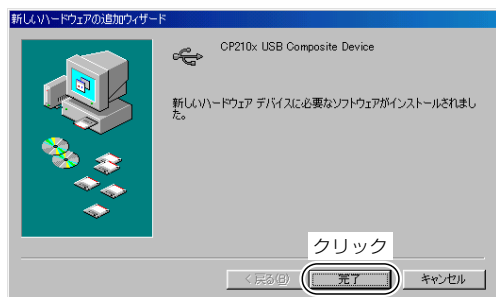 新しいハードウェアの追加ウィザード
CP210x USB Composite Device
新しいハードウェア デバイスに必要なソフトウェアがインストールされまし
た。
クリック
< 戻る(B)
完了
キャンセル